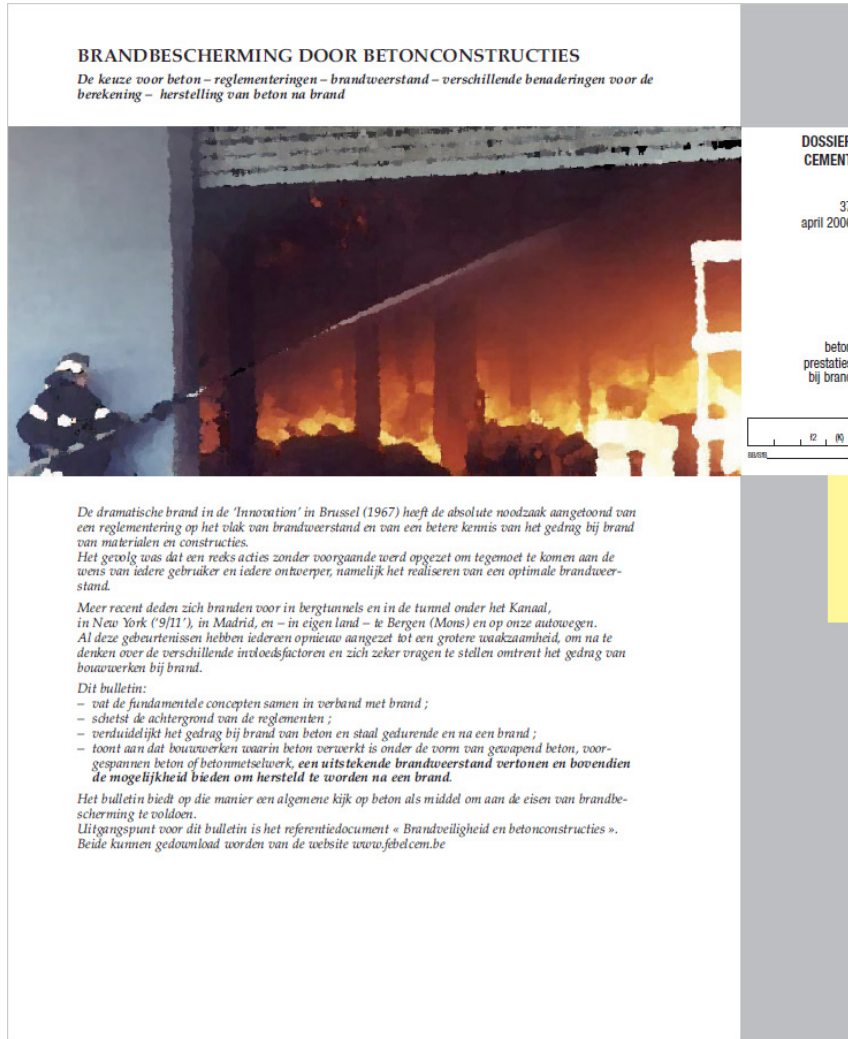 BRANDBESCHERMING DOOR BETONCONSTRUCTIES
De keuze voor beton – reglementeringen – brandweerstand – verschillende benaderingen voor de
berekening – herstelling van beton na brand
DOSSIER
CEMENT
37
april 2006
beton
prestaties
bij brand
f2 (K)
BB/SfB
De dramatische brand in de ‘Innovation’ in Brussel (1967) heeft de absolute noodzaak aangetoond van
een reglementering op het vlak van brandweerstand en van een betere kennis van het gedrag bij brand
van materialen en constructies.
Het gevolg was dat een reeks acties zonder voorgaande werd opgezet om tegemoet te komen aan de
wens van iedere gebruiker en iedere ontwerper, namelijk het realiseren van een optimale brandweer-
stand.
Meer recent deden zich branden voor in bergtunnels en in de tunnel onder het Kanaal,
in New York (‘9/11’), in Madrid, en – in eigen land – te Bergen (Mons) en op onze autowegen.
Al deze gebeurtenissen hebben iedereen opnieuw aangezet tot een grotere waakzaamheid, om na te
denken over de verschillende invloedsfactoren en zich zeker vragen te stellen omtrent het gedrag van
bouwwerken bij brand.
Dit bulletin:
– vat de fundamentele concepten samen in verband met brand ;
– schetst de achtergrond van de reglementen ;
– verduidelijkt het gedrag bij brand van beton en staal gedurende en na een brand ;
– toont aan dat bouwwerken waarin beton verwerkt is onder de vorm van gewapend beton, voor-
gespannen beton of betonmetselwerk, een uitstekende brandweerstand vertonen en bovendien
de mogelijkheid bieden om hersteld te worden na een brand.
Het bulletin biedt op die manier een algemene kijk op beton als middel om aan de eisen van brandbe-
scherming te voldoen.
Uitgangspunt voor dit bulletin is het referentiedocument « Brandveiligheid en betonconstructies ».
Beide kunnen gedownload worden van de website www.febelcem.be